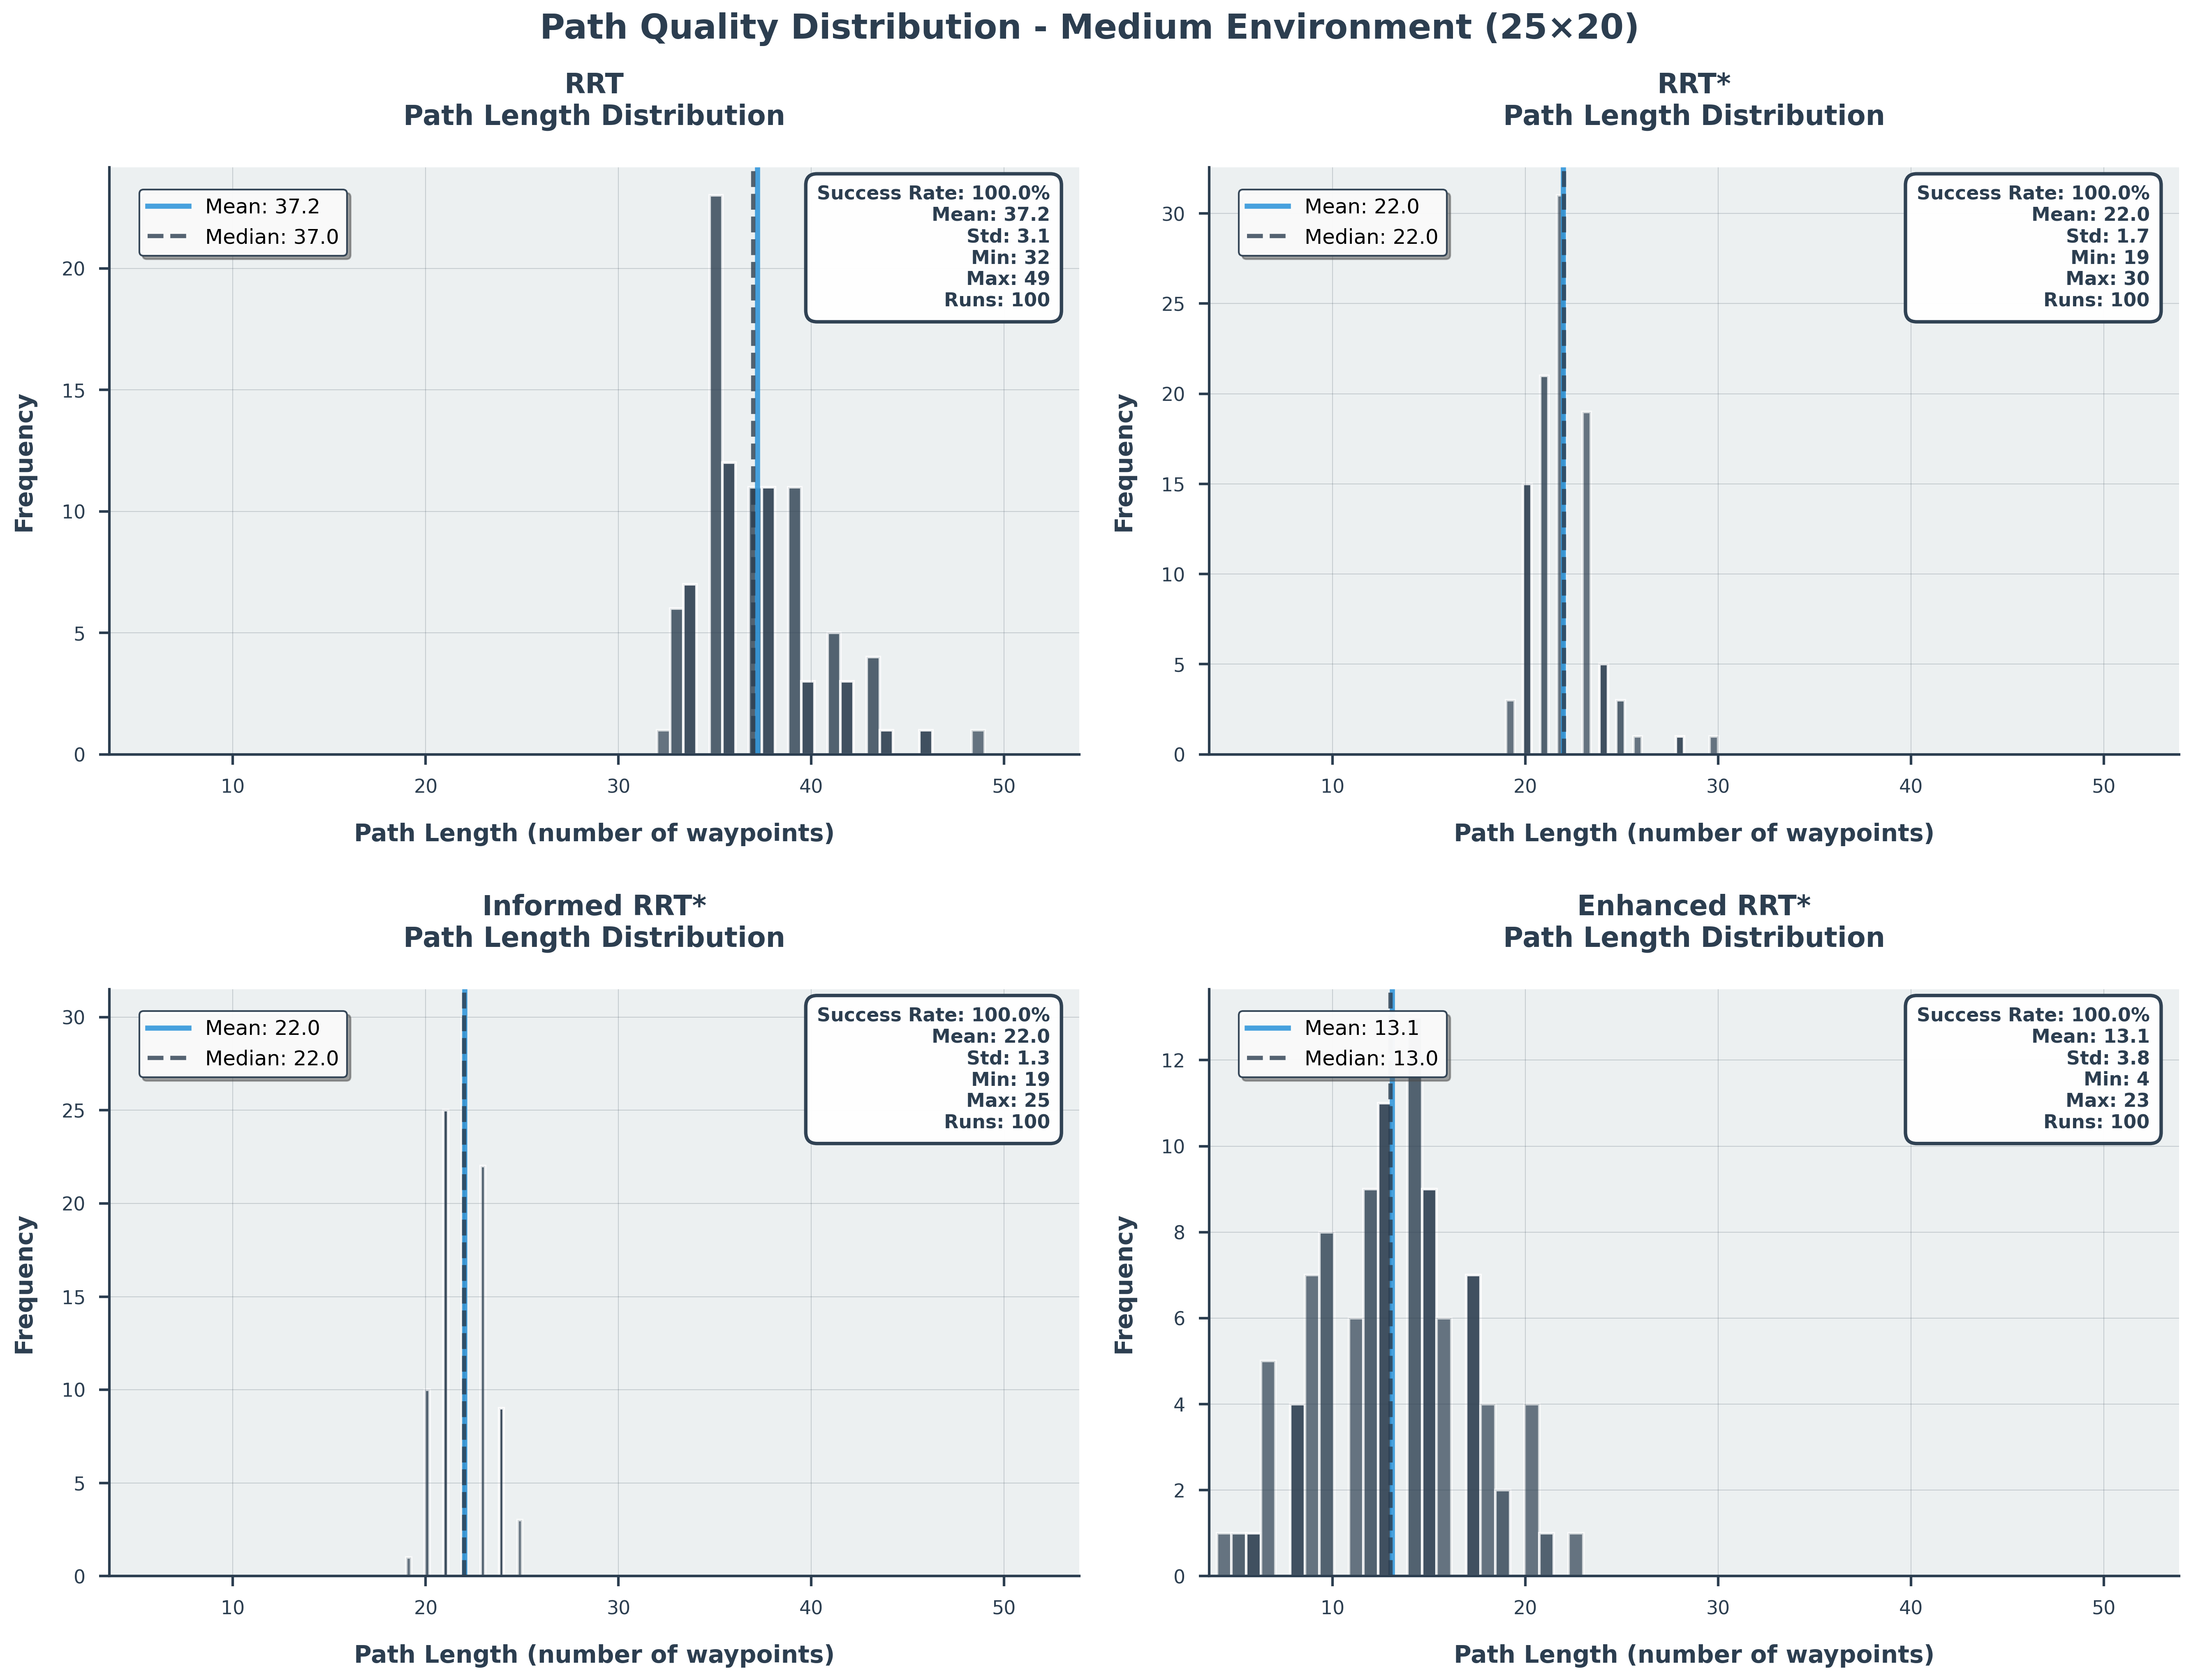 Path Quality Distribution - Medium Environment (25×20)
RRT
Path Length Distribution
Mean: 37.2
Median: 37.0
Success Rate: 100.0%
Mean: 37.2
Std: 3.1
Min: 32
Max: 49
Runs: 100
Frequency
20
15
10
5
0
10
20
30
40
50
Path Length (number of waypoints)
RRT*
Path Length Distribution
Mean: 22.0
Median: 22.0
Success Rate: 100.0%
Mean: 22.0
Std: 1.7
Min: 19
Max: 30
Runs: 100
Frequency
30
25
20
15
10
5
0
10
20
30
40
50
Path Length (number of waypoints)
Informed RRT*
Path Length Distribution
Mean: 22.0
Median: 22.0
Success Rate: 100.0%
Mean: 22.0
Std: 1.3
Min: 19
Max: 25
Runs: 100
Frequency
30
25
20
15
10
5
0
10
20
30
40
50
Path Length (number of waypoints)
Enhanced RRT*
Path Length Distribution
Mean: 13.1
Median: 13.0
Success Rate: 100.0%
Mean: 13.1
Std: 3.8
Min: 4
Max: 23
Runs: 100
Frequency
12
10
8
6
4
2
0
10
20
30
40
50
Path Length (number of waypoints)